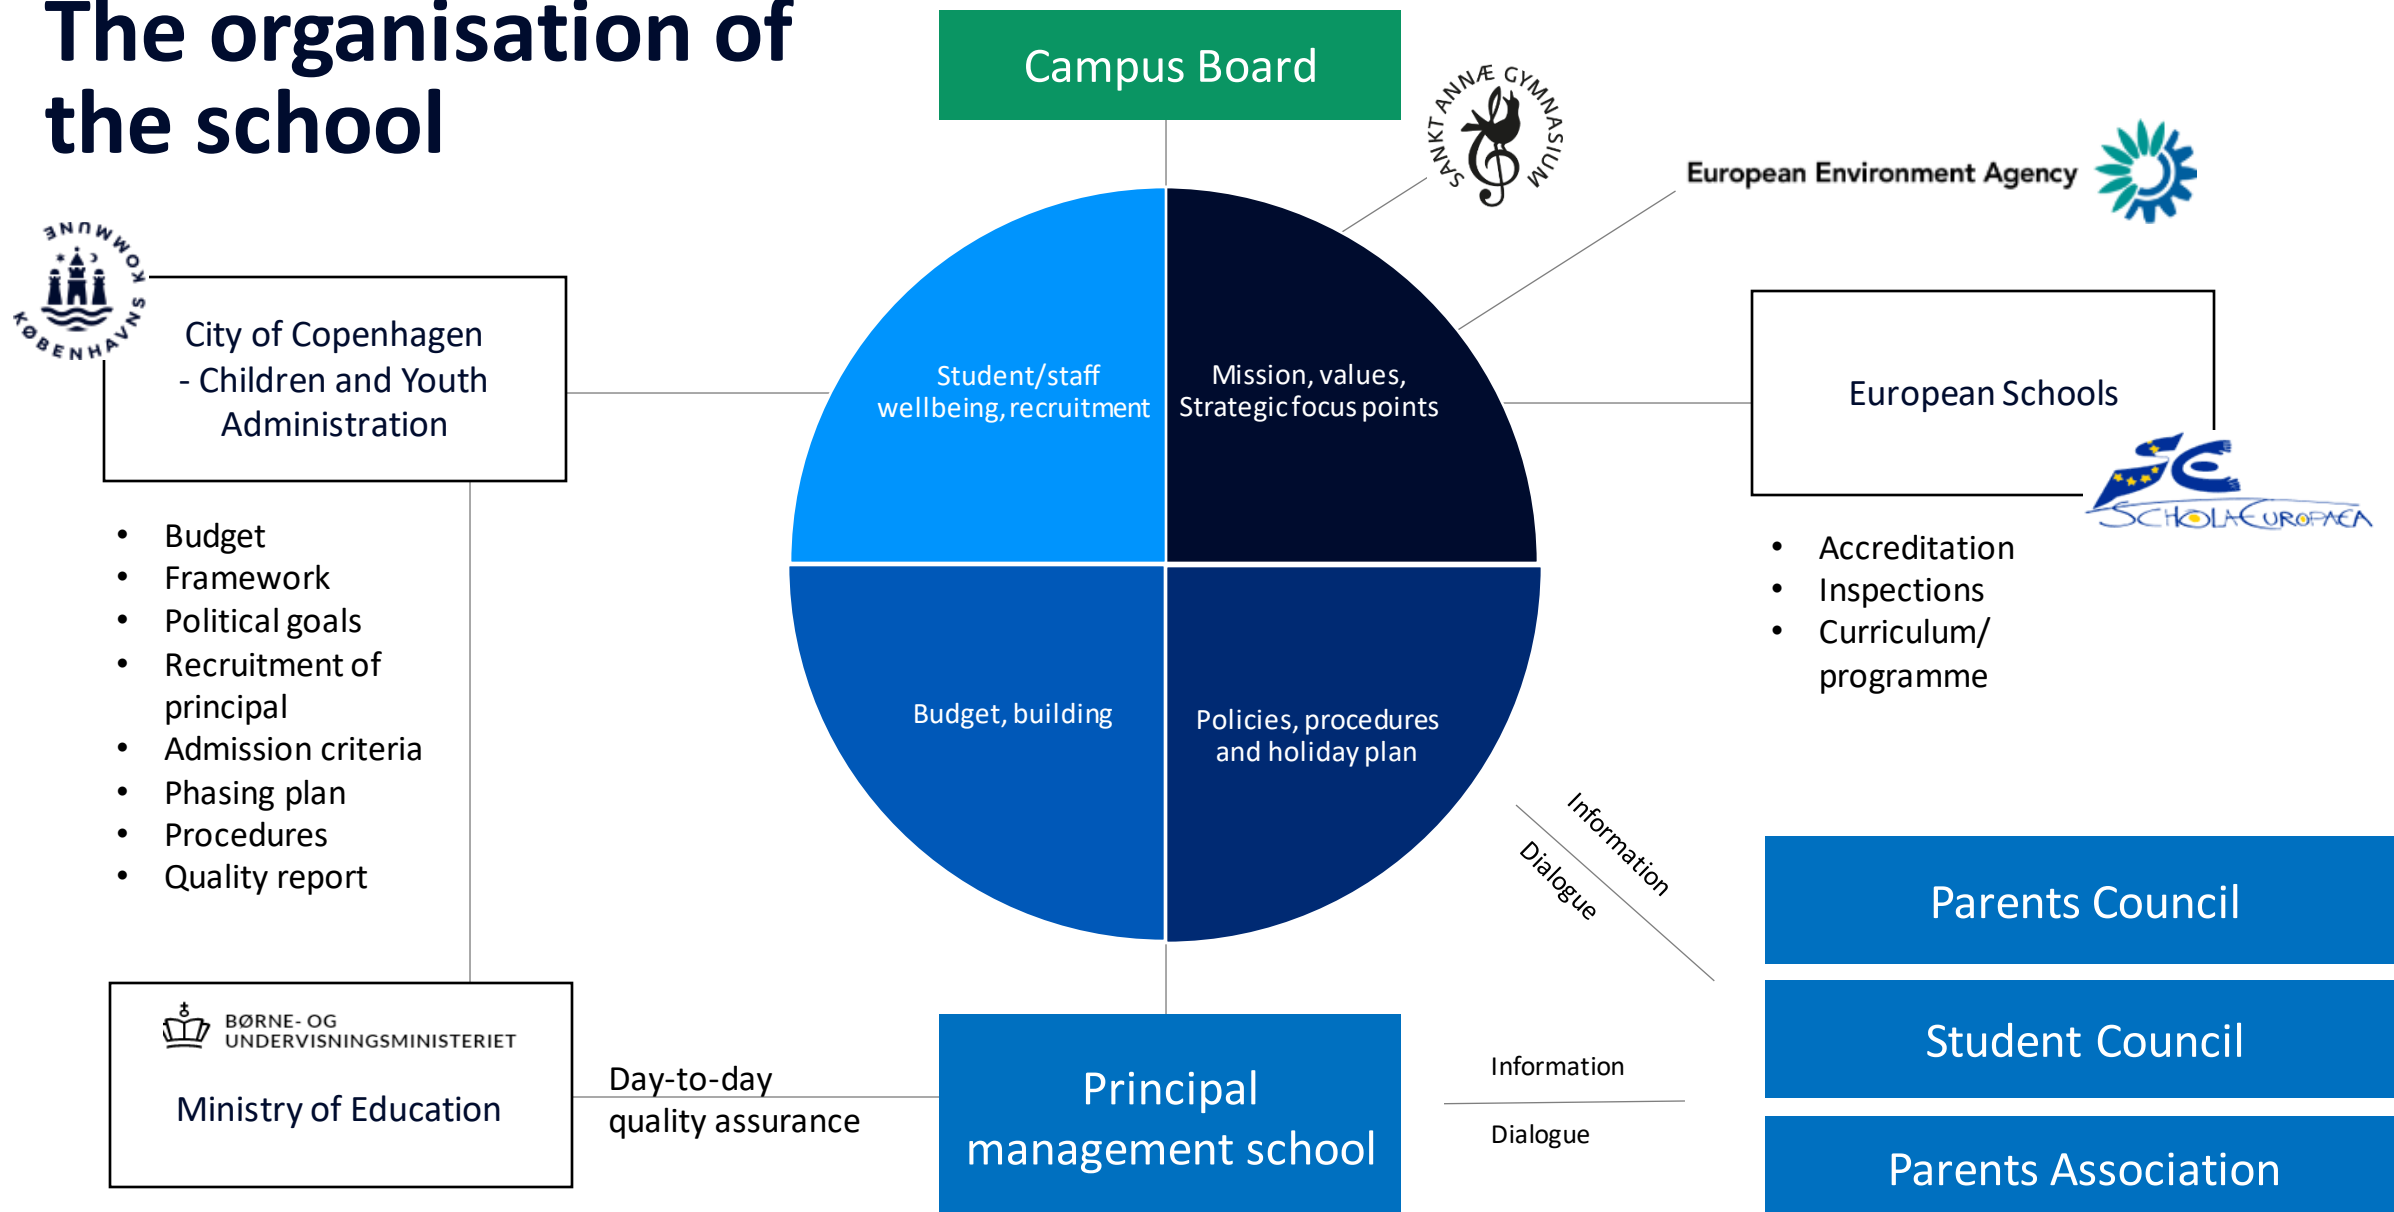 The organisation of
the school
Campus Board
SANKT ANNÆ GYMNASIUM
European Environment Agency
KØBENHAVNS KOMMUNE
City of Copenhagen
- Children and Youth
Administration
Student/staff
wellbeing, recruitment
Mission, values,
Strategic focus points
European Schools
SCHOLA EUROPAEA
• Budget
• Framework
• Political goals
• Recruitment of
principal
• Admission criteria
• Phasing plan
• Procedures
• Quality report
• Accreditation
• Inspections
• Curriculum/
programme
Budget, building
Policies, procedures
and holiday plan
Information
Dialogue
Parents Council
Student Council
Parents Association
BØRNE- OG
UNDERVISNINGSMINISTERIET
Ministry of Education
Day-to-day
quality assurance
Principal
management school
Information
Dialogue